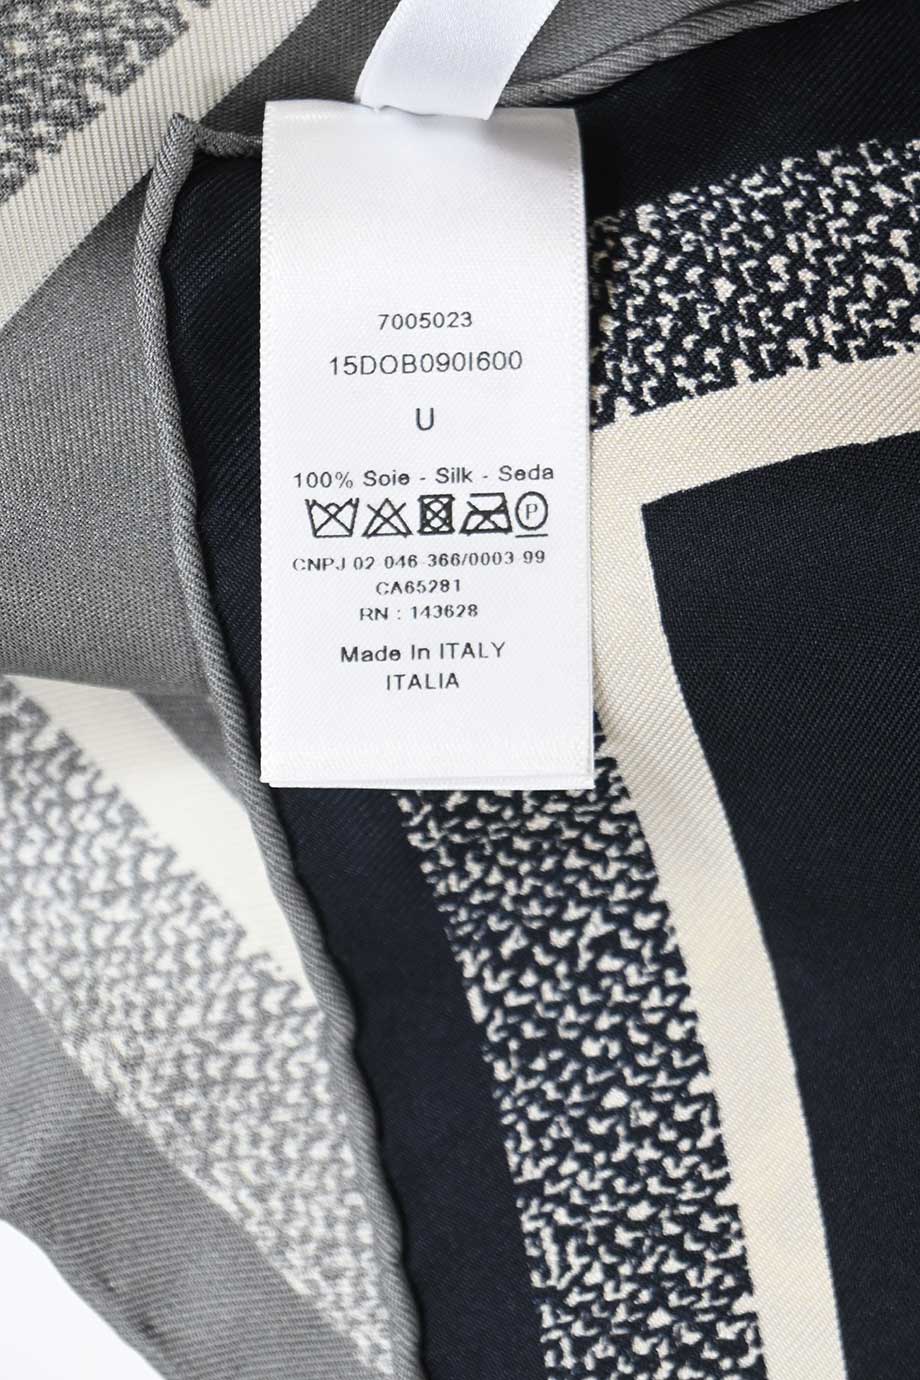 7005023
15DOB090I600
U
100% Soie - Silk - Seda
P
CNPJ 02 046 366/0003 99
CA65281
RN : 143628
Made In ITALY
ITALIA